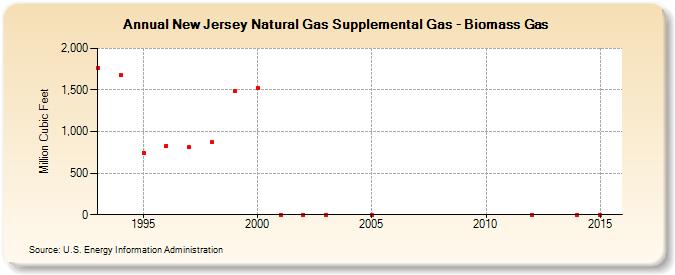 Annual New Jersey Natural Gas Supplemental Gas - Biomass Gas
Million Cubic Feet
2,000
1,500
1,000
500
0
1995 2000 2005 2010 2015
Source: U.S. Energy Information Administration